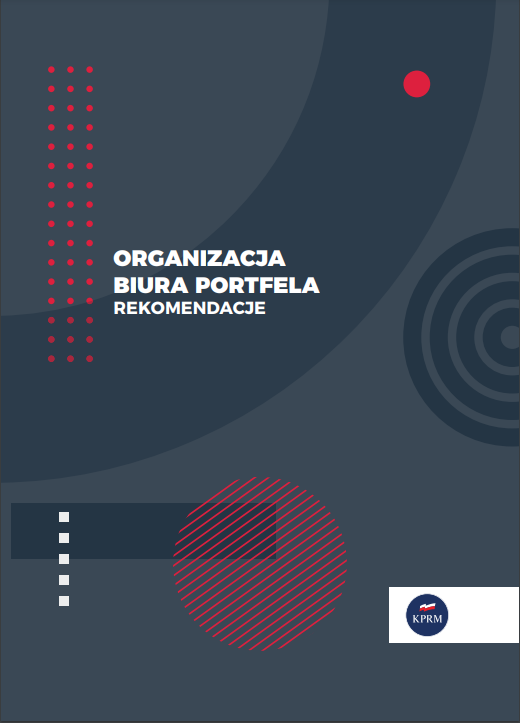 ORGANIZACJA
BIURA PORTFELA
REKOMENDACJE
KPRM